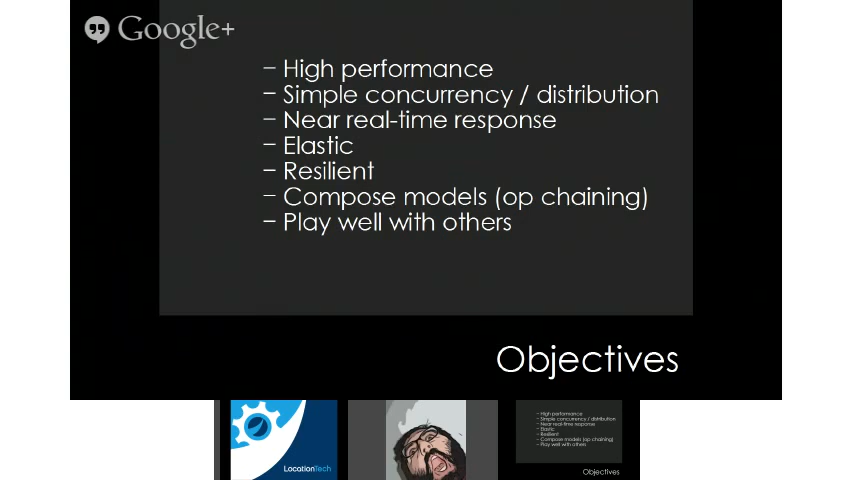 Google+
– High performance
– Simple concurrency / distribution
– Near real-time response
– Elastic
– Resilient
– Compose models (op chaining)
– Play well with others
Objectives
LocationTech
– High performance
– Simple concurrency / distribution
– Near real-time response
– Elastic
– Resilient
– Compose models (op chaining)
– Play well with others
Objectives